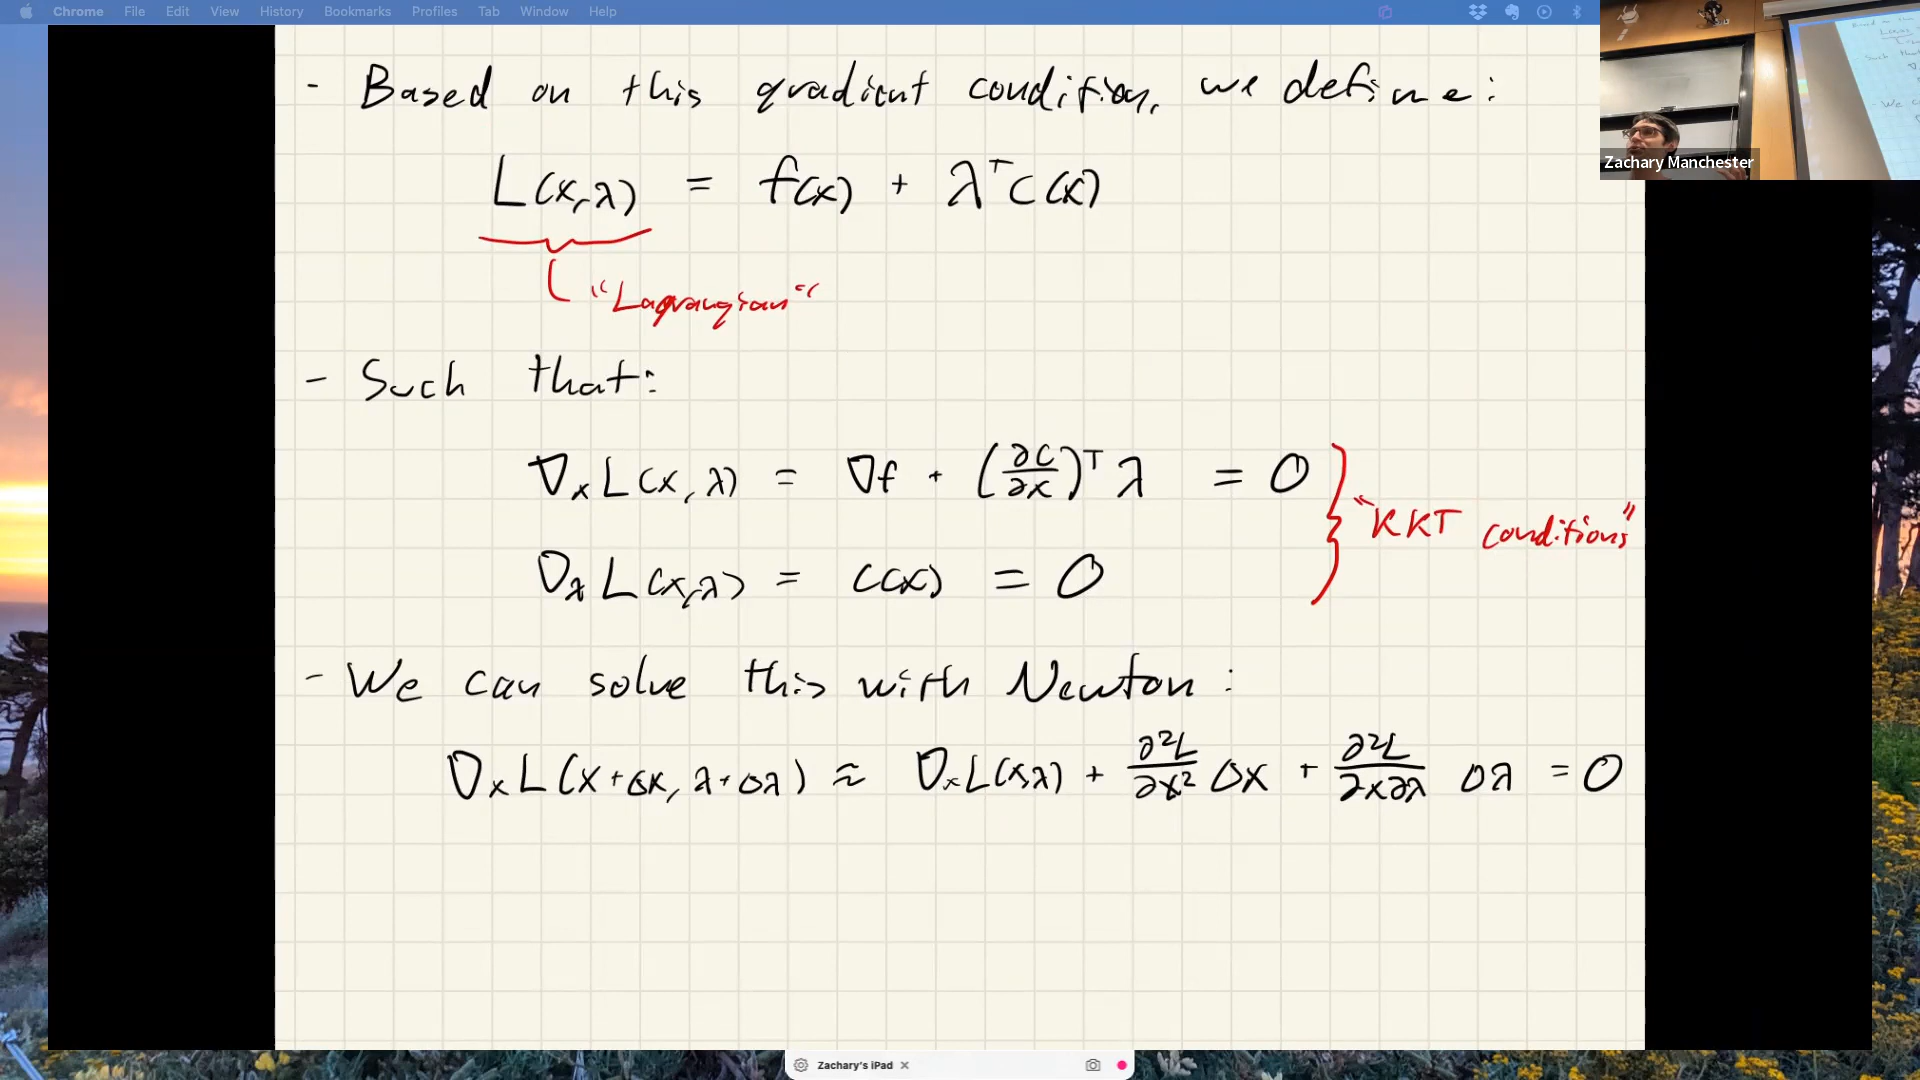 Chrome File Edit View History Bookmarks Profiles Tab Window Help
Zachary Manchester
- Based on this gradient condition, we define:
L(x,λ) = f(x) + λᵀc(x)
"Lagrangian"
- Such that:
∇ₓL(x,λ) = ∇f + (∂c/∂x)ᵀ λ = 0
"KKT conditions"
∇_λ L(x,λ) = c(x) = 0
- We can solve this with Newton:
∇ₓL(x+Δx, λ+Δλ) ≈ ∇ₓL(x,λ) + ∂²L/∂x² Δx + ∂²L/∂x∂λ Δλ = 0
Zachary's iPad